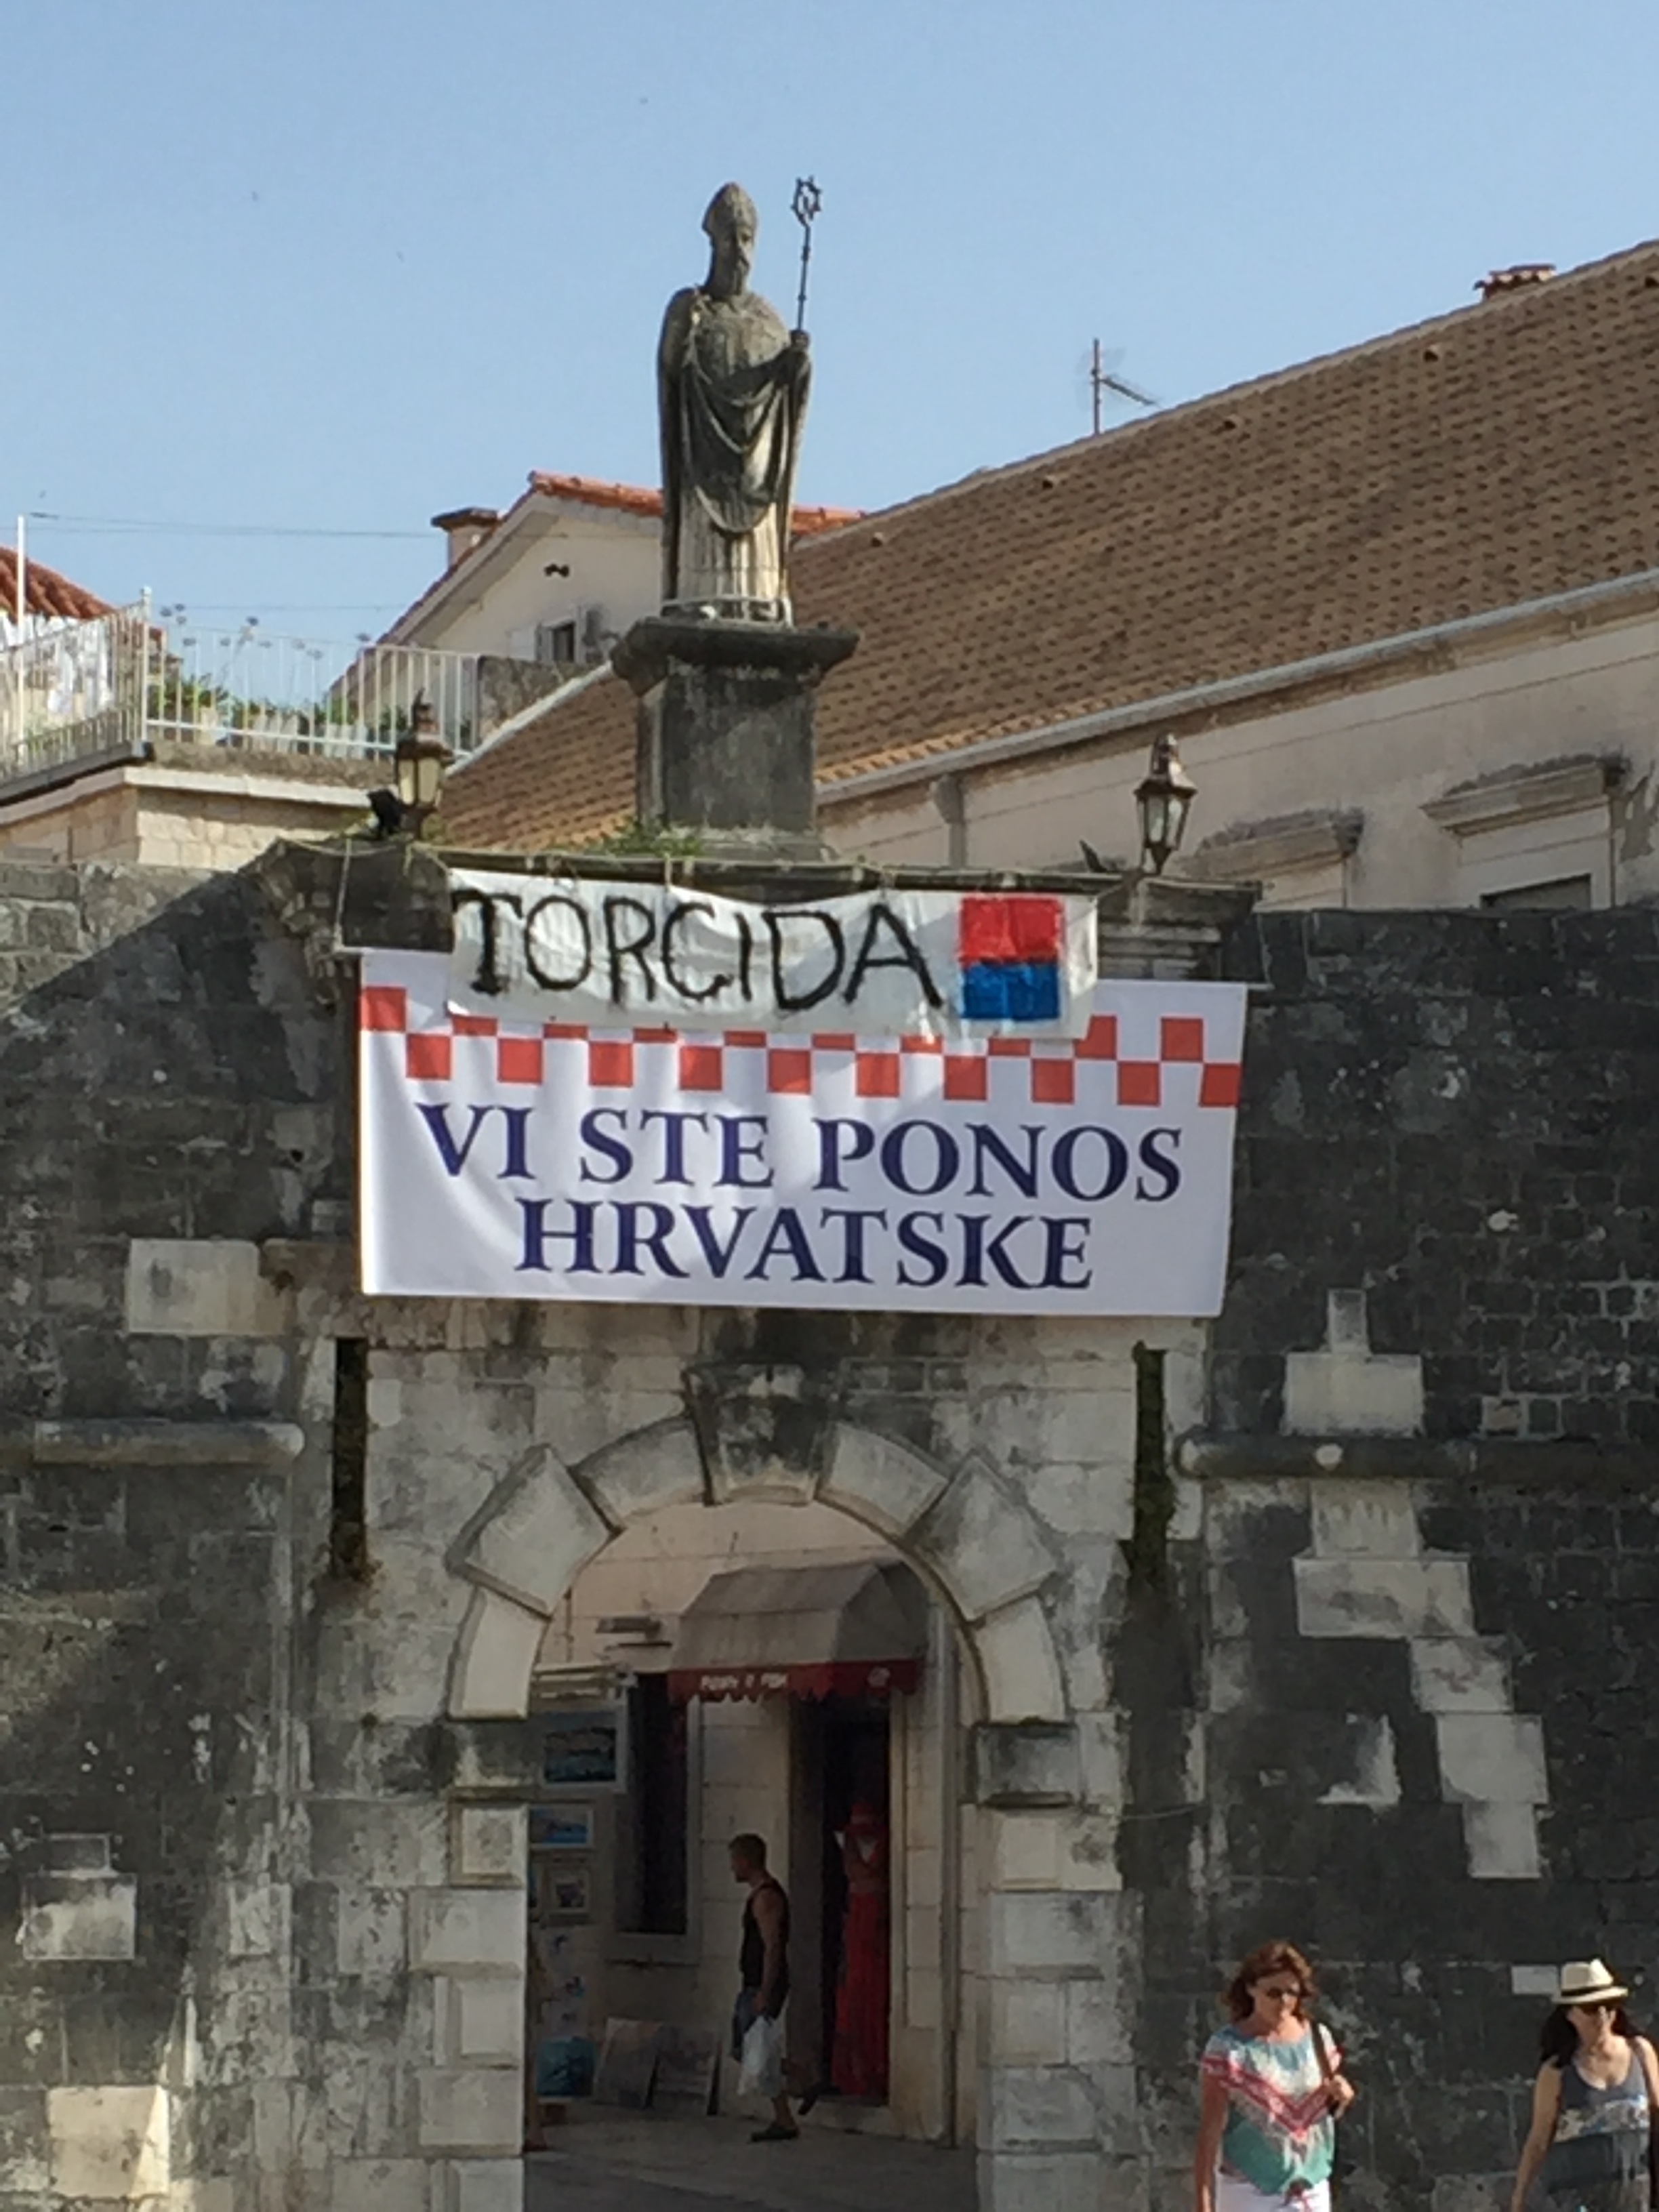 TORCIDA
VI STE PONOS
HRVATSKE